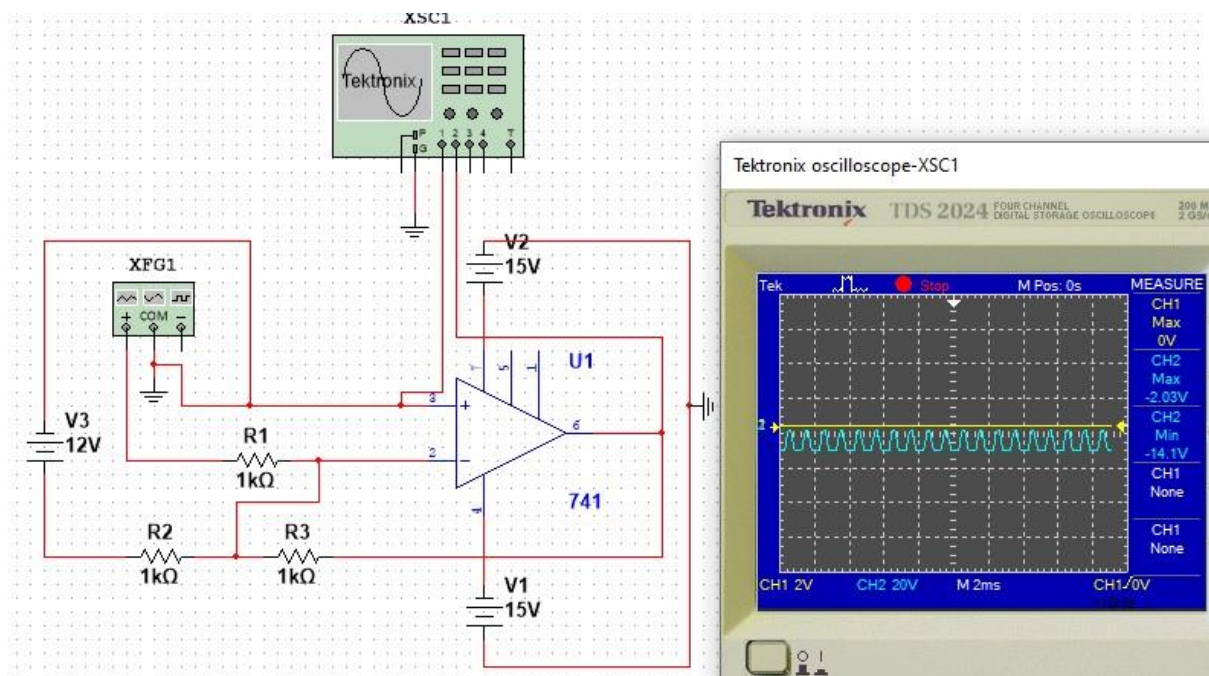 XSC1
Tektronix
P
G
1 2 3 4 T
V2
15V
XFG1
+ COM -
7 5 1
U1
3
+
6
V3
12V
R1
1kΩ
2
-
4
741
R2
1kΩ
R3
1kΩ
V1
15V
Tektronix oscilloscope-XSC1
Tektronix TDS 2024 FOUR CHANNEL
DIGITAL STORAGE OSCILLOSCOPE
200 M
2 GS/
Tek Stop M Pos: 0s MEASURE
CH1
Max
0V
CH2
Max
-2.03V
CH2
Min
-14.1V
CH1
None
CH1
None
CH1 2V CH2 20V M 2ms CH1/0V